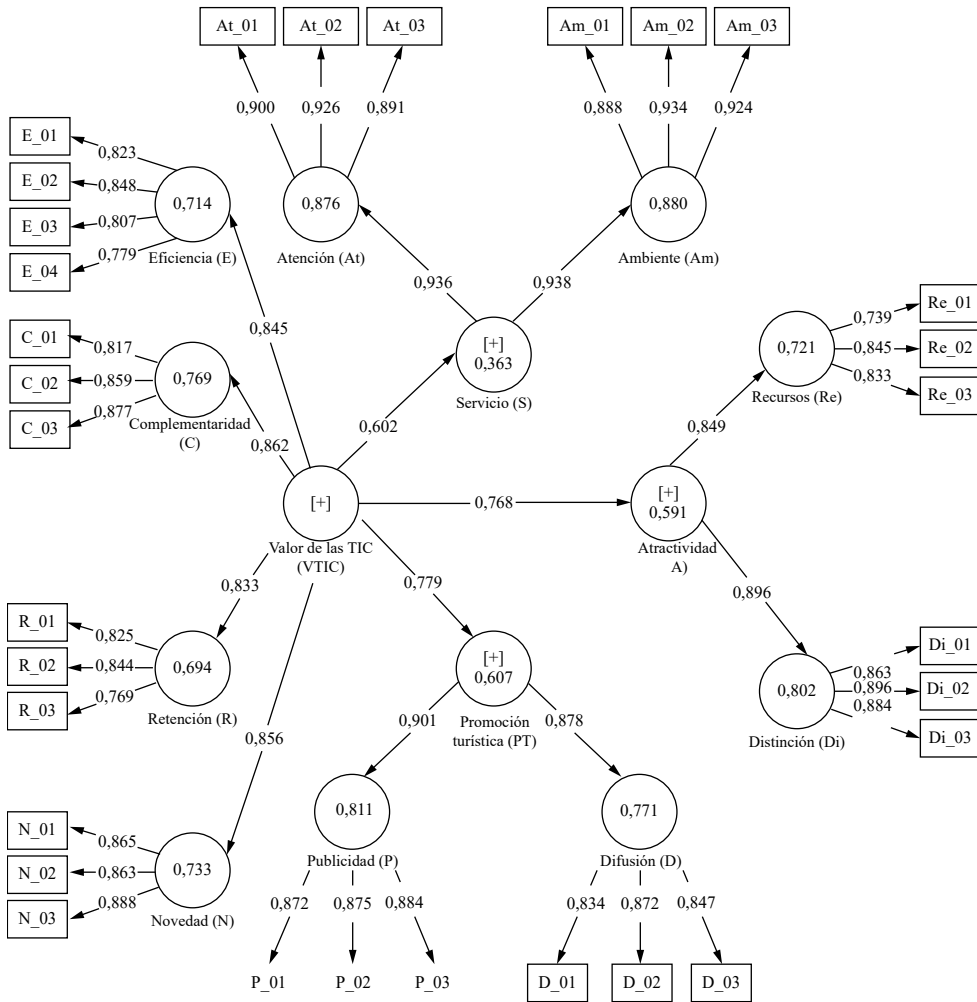 At_01
At_02
At_03
Am_01
Am_02
Am_03
0,900
0,926
0,891
0,888
0,934
0,924
E_01
E_02
E_03
E_04
0,823
0,848
0,807
0,779
0,714
Eficiencia (E)
0,876
Atención (At)
0,880
Ambiente (Am)
0,936
0,938
0,845
C_01
C_02
C_03
0,817
0,859
0,877
0,769
Complementaridad
(C)
0,862
[+]
0,363
Servicio (S)
0,602
0,721
Recursos (Re)
0,739
0,845
0,833
Re_01
Re_02
Re_03
0,849
[+]
Valor de las TIC
(VTIC)
0,768
[+]
0,591
Atractividad
A)
0,896
0,833
0,779
R_01
R_02
R_03
0,825
0,844
0,769
0,694
Retención (R)
0,856
[+]
0,607
Promoción
turística (PT)
0,901
0,878
0,802
Distinción (Di)
0,863
0,896
0,884
Di_01
Di_02
Di_03
N_01
N_02
N_03
0,865
0,863
0,888
0,733
Novedad (N)
0,811
Publicidad (P)
0,771
Difusión (D)
0,872
0,875
0,884
0,834
0,872
0,847
P_01
P_02
P_03
D_01
D_02
D_03